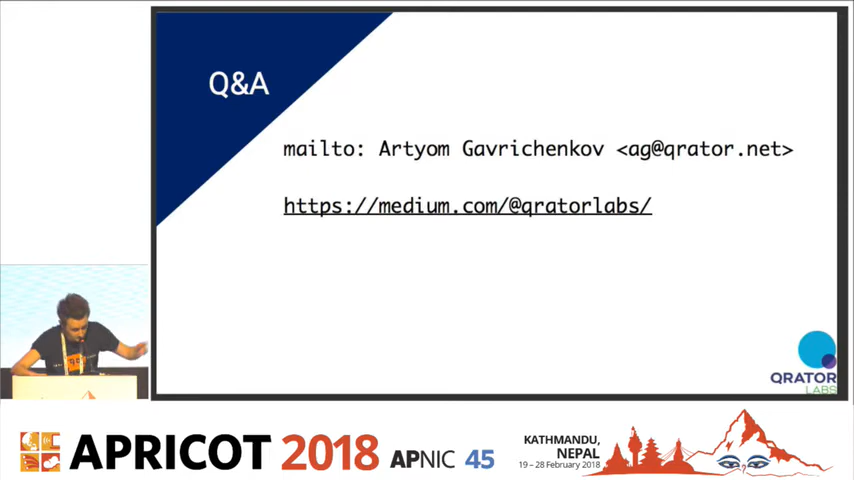 Q&A
mailto: Artyom Gavrichenkov <ag@qrator.net>
https://medium.com/@qratorlabs/
QRATOR
LABS
APRICOT 2018 APNIC 45
KATHMANDU,
NEPAL
19 – 28 February 2018